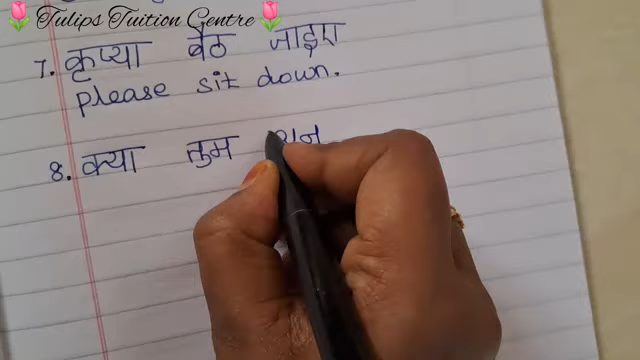 Tulips Tuition Centre
7. कृप्या बैठ जाइए
please sit down.
8. क्या तुम